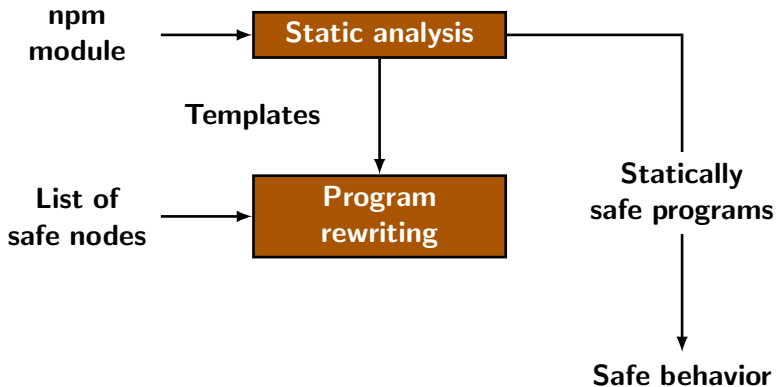 npm
module
Static analysis
Templates
List of
safe nodes
Program
rewriting
Statically
safe programs
Safe behavior